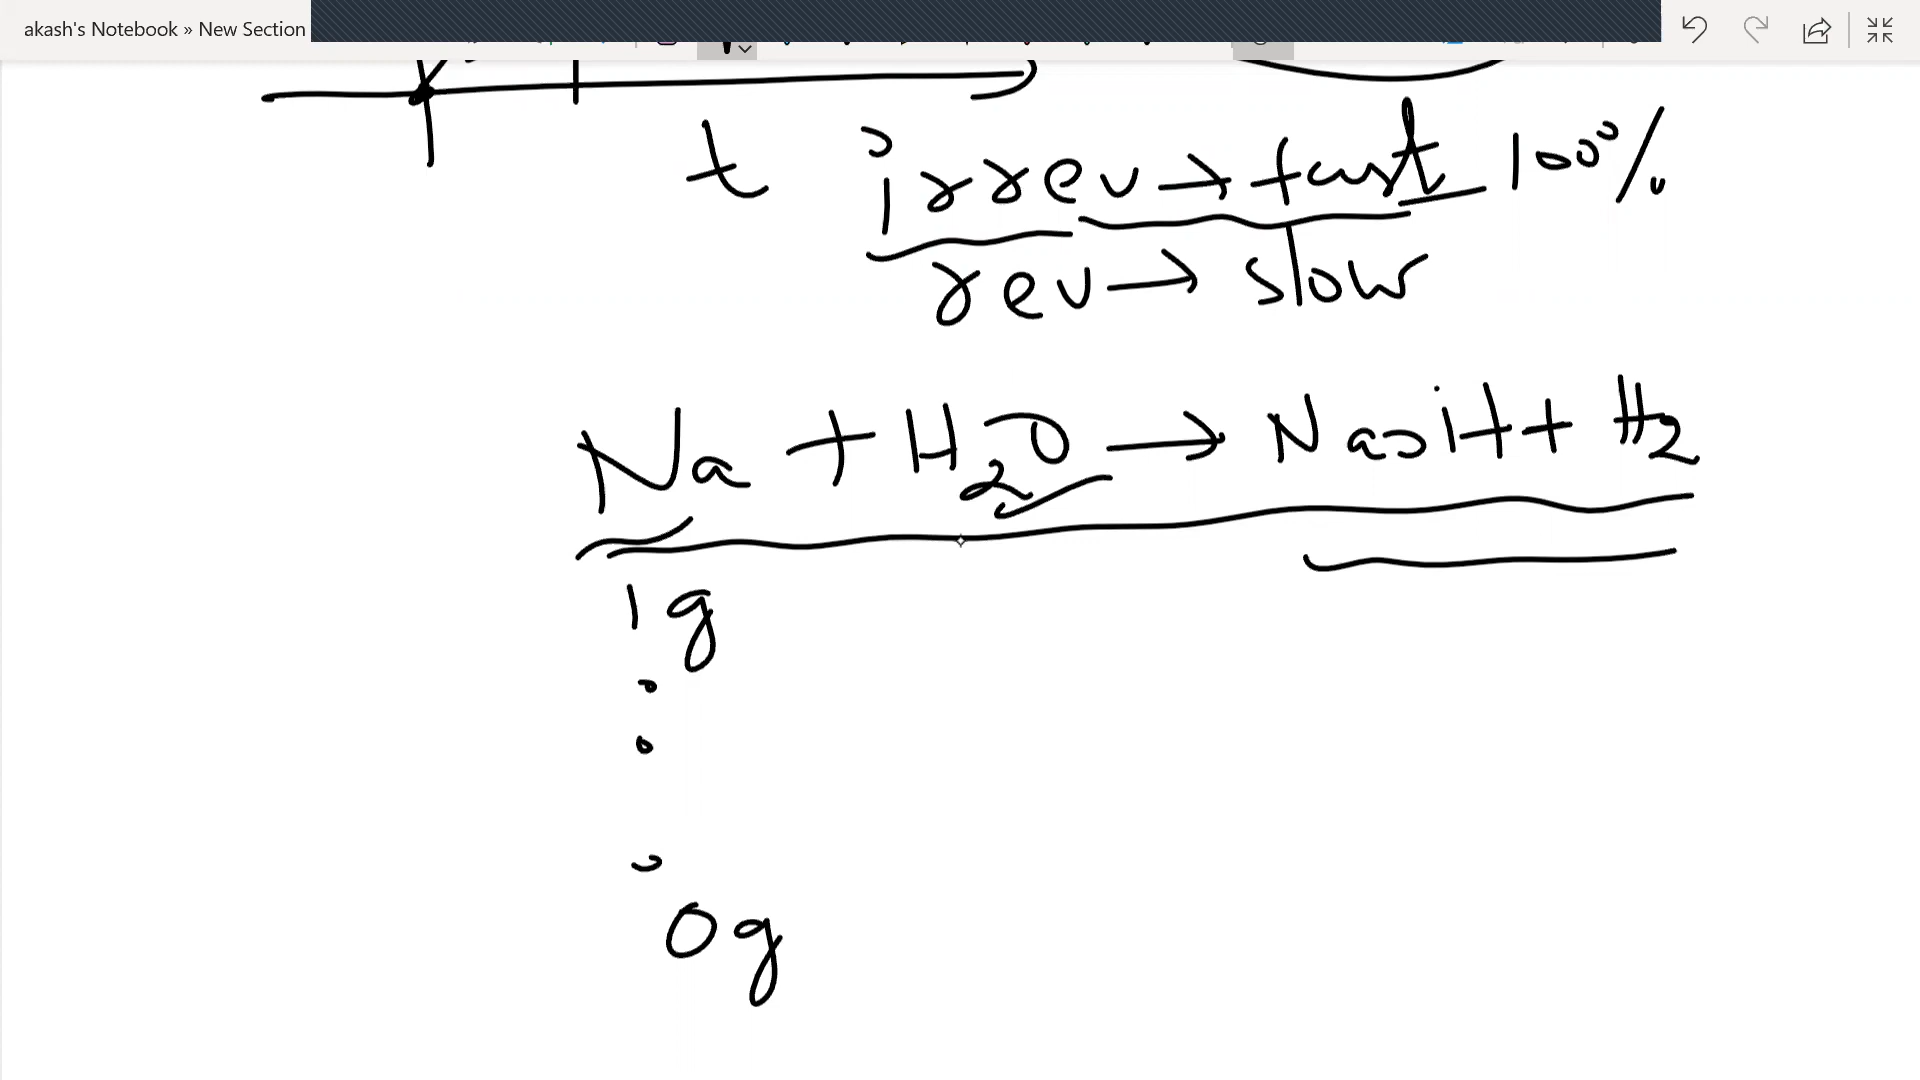 akash's Notebook » New Section
t
irrev → fast 100%
rev → slow
Na + H₂O → NaOH + H₂
1g
0g